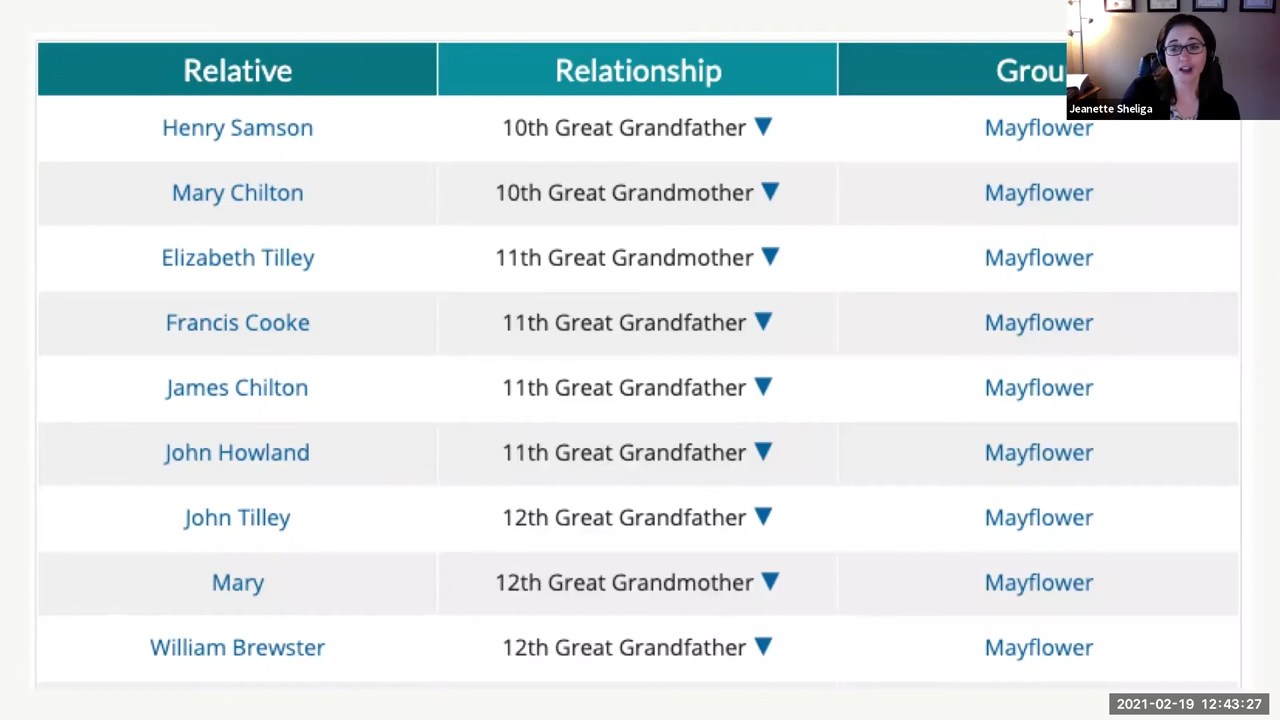 Relative Relationship Grou
Jeanette Sheliga
Henry Samson 10th Great Grandfather ▼ Mayflower
Mary Chilton 10th Great Grandmother ▼ Mayflower
Elizabeth Tilley 11th Great Grandmother ▼ Mayflower
Francis Cooke 11th Great Grandfather ▼ Mayflower
James Chilton 11th Great Grandfather ▼ Mayflower
John Howland 11th Great Grandfather ▼ Mayflower
John Tilley 12th Great Grandfather ▼ Mayflower
Mary 12th Great Grandmother ▼ Mayflower
William Brewster 12th Great Grandfather ▼ Mayflower
2021-02-19 12:43:27